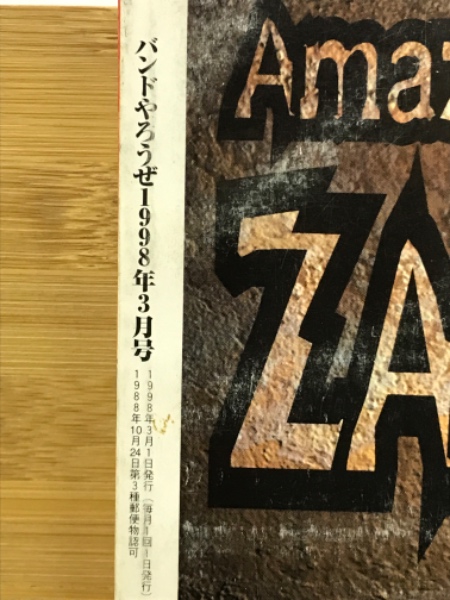 バンドやろうぜ1998年3月号
1998年3月1日発行（毎月1回1日発行）
1988年10月24日第3種郵便物認可
Amaz
ZA